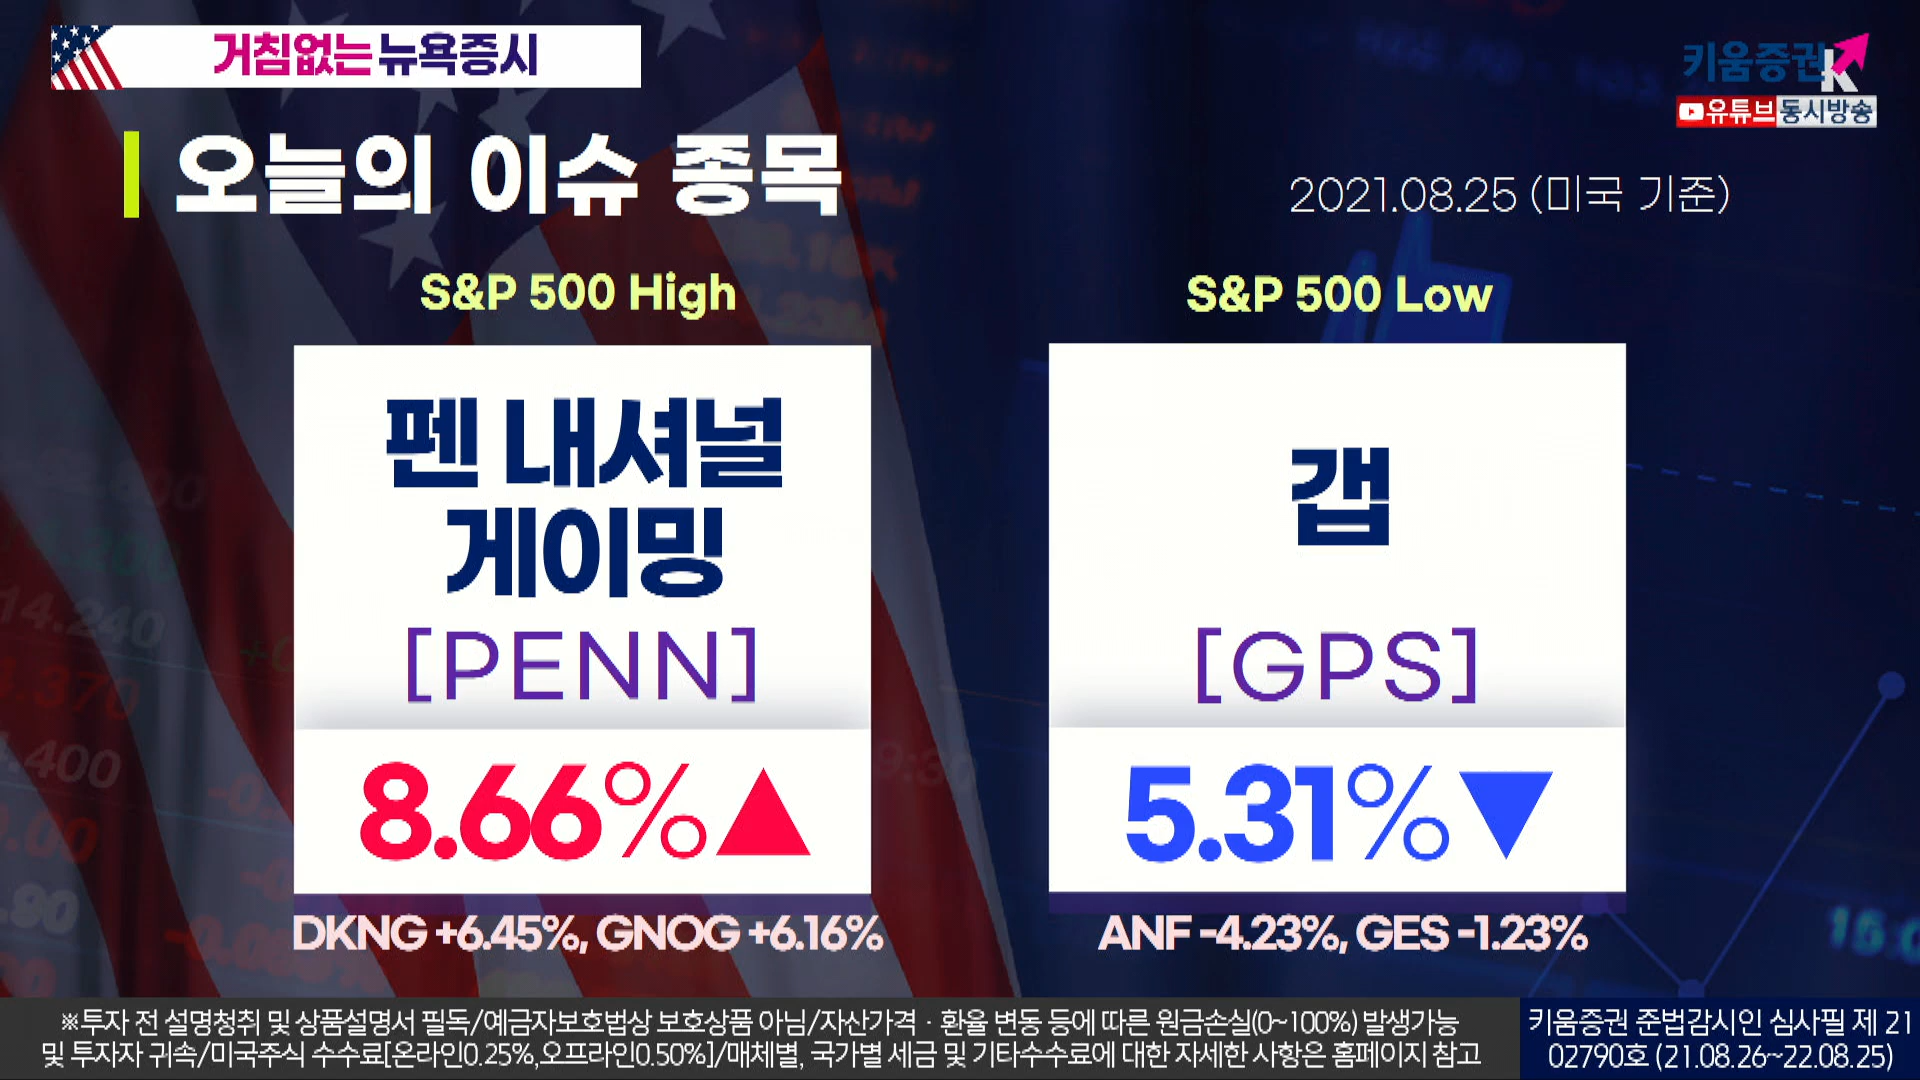 거침없는 뉴욕증시
키움증권
유튜브 동시방송
오늘의 이슈 종목
2021.08.25 (미국 기준)
S&P 500 High
펜 내셔널
게이밍
[PENN]
8.66%▲
DKNG +6.45%, GNOG +6.16%
S&P 500 Low
갭
[GPS]
5.31%▼
ANF -4.23%, GES -1.23%
※투자 전 설명청취 및 상품설명서 필독/예금자보호법상 보호상품 아님/자산가격 · 환율 변동 등에 따른 원금손실(0~100%) 발생가능
및 투자자 귀속/미국주식 수수료[온라인0.25%,오프라인0.50%]/매체별, 국가별 세금 및 기타수수료에 대한 자세한 사항은 홈페이지 참고
키움증권 준법감시인 심사필 제 21
02790호 (21.08.26~22.08.25)